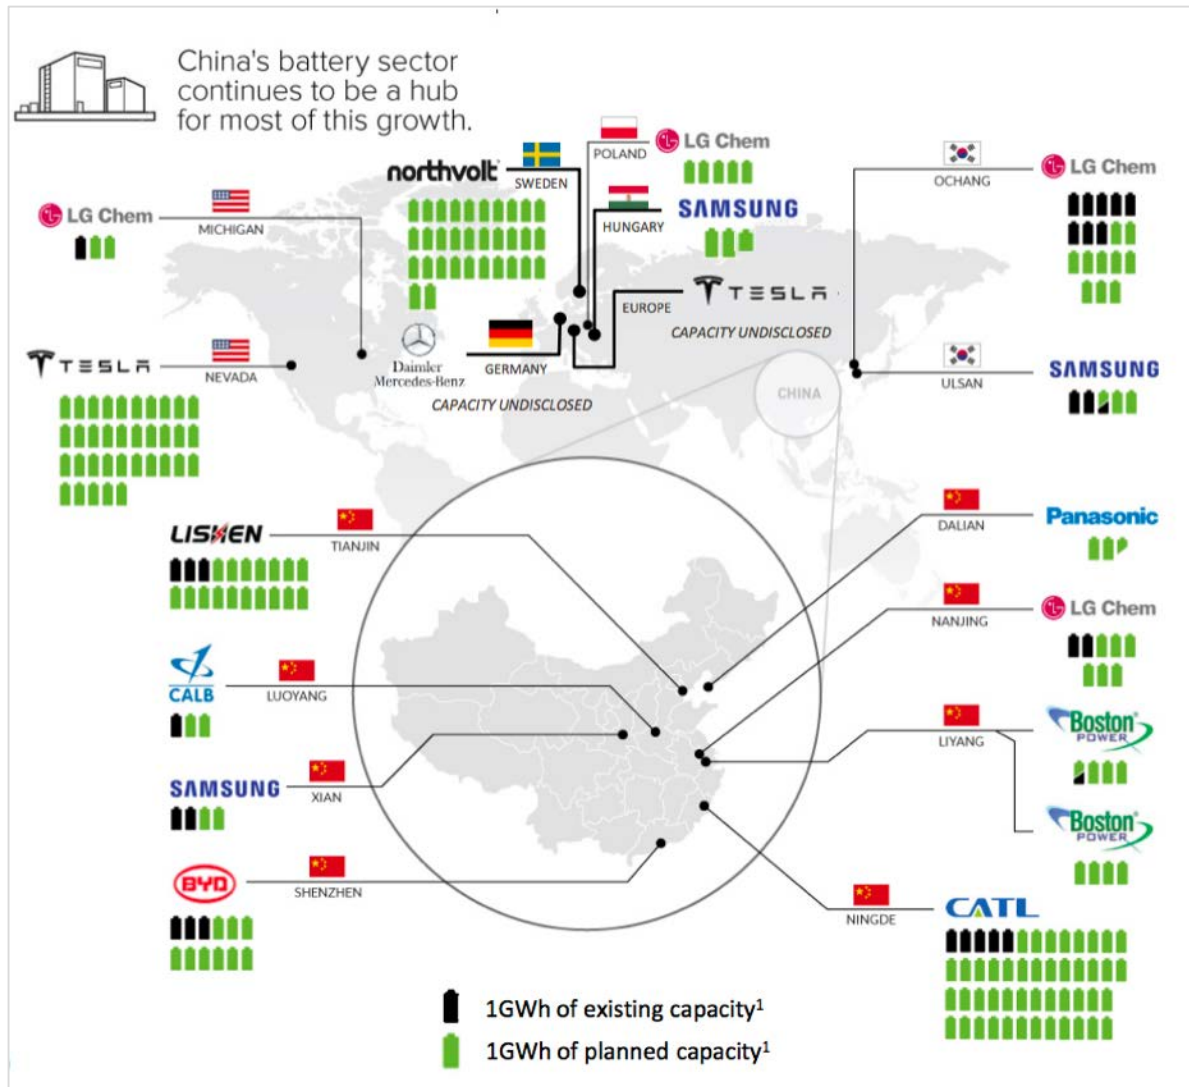 China's battery sector
continues to be a hub
for most of this growth.
LG Chem
MICHIGAN
northvolt
SWEDEN
POLAND
LG Chem
HUNGARY
SAMSUNG
OCHANG
LG Chem
EUROPE
TESLA
CAPACITY UNDISCLOSED
TESLA
NEVADA
Daimler
Mercedes-Benz
GERMANY
CAPACITY UNDISCLOSED
ULSAN
SAMSUNG
CHINA
LISHEN
TIANJIN
DALIAN
Panasonic
NANJING
LG Chem
CALB
LUOYANG
LIYANG
Boston
POWER
SAMSUNG
XIAN
Boston
POWER
BYD
SHENZHEN
NINGDE
CATL
1GWh of existing capacity¹
1GWh of planned capacity¹